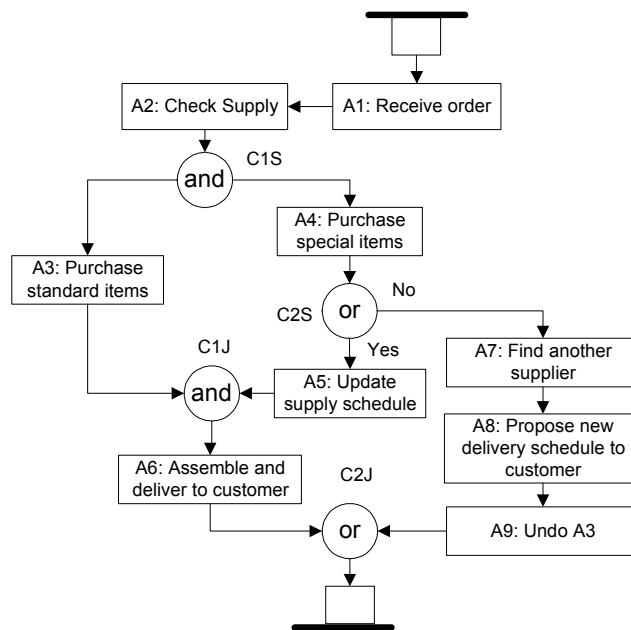 A2: Check Supply
A1: Receive order
C1S
and
A4: Purchase
special items
A3: Purchase
standard items
No
C2S
or
C1J
Yes
A7: Find another
supplier
and
A5: Update
supply schedule
A8: Propose new
delivery schedule to
customer
A6: Assemble and
deliver to customer
C2J
or
A9: Undo A3